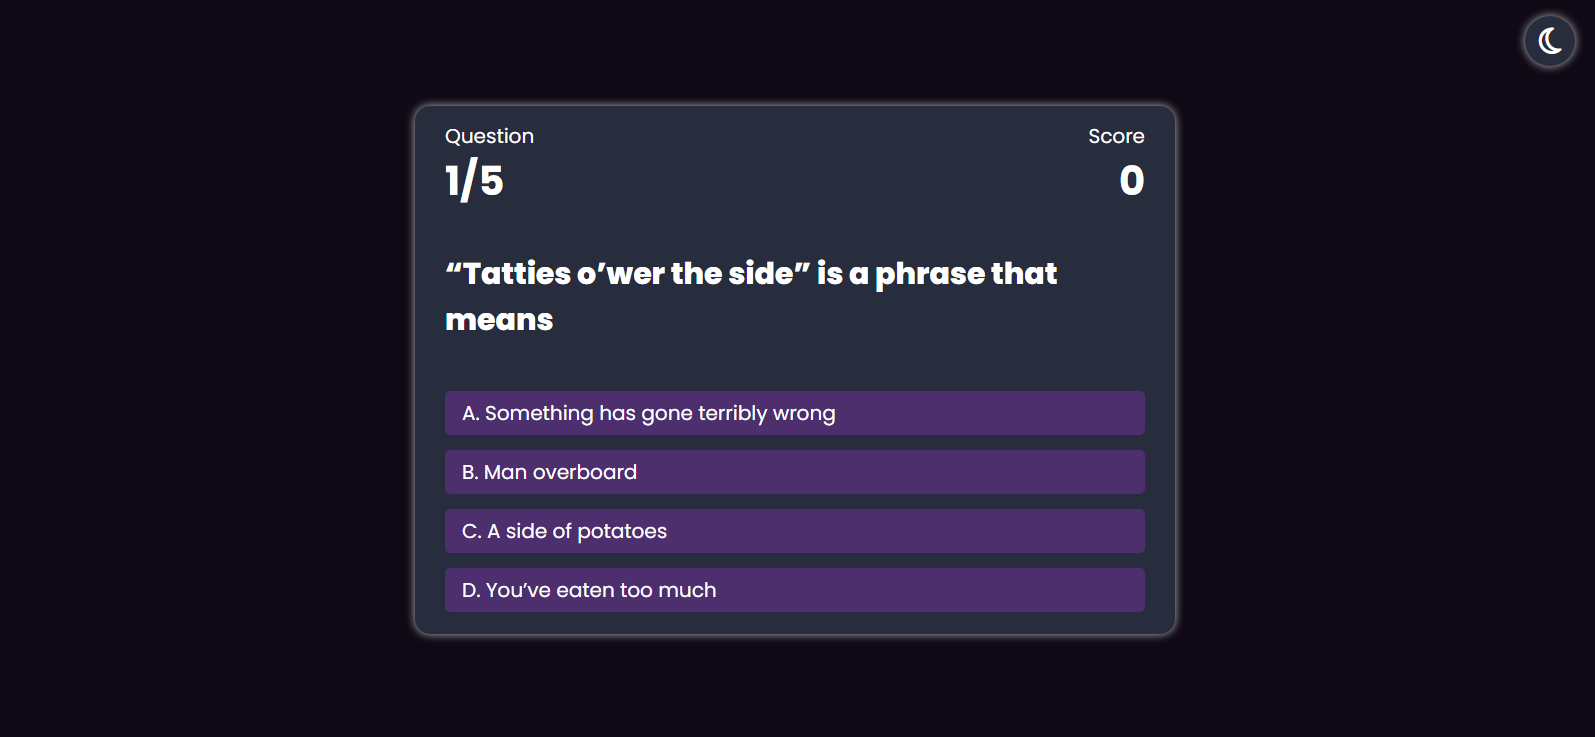 Question
Score
1/5
0
“Tatties o’wer the side” is a phrase that
means
A. Something has gone terribly wrong
B. Man overboard
C. A side of potatoes
D. You’ve eaten too much